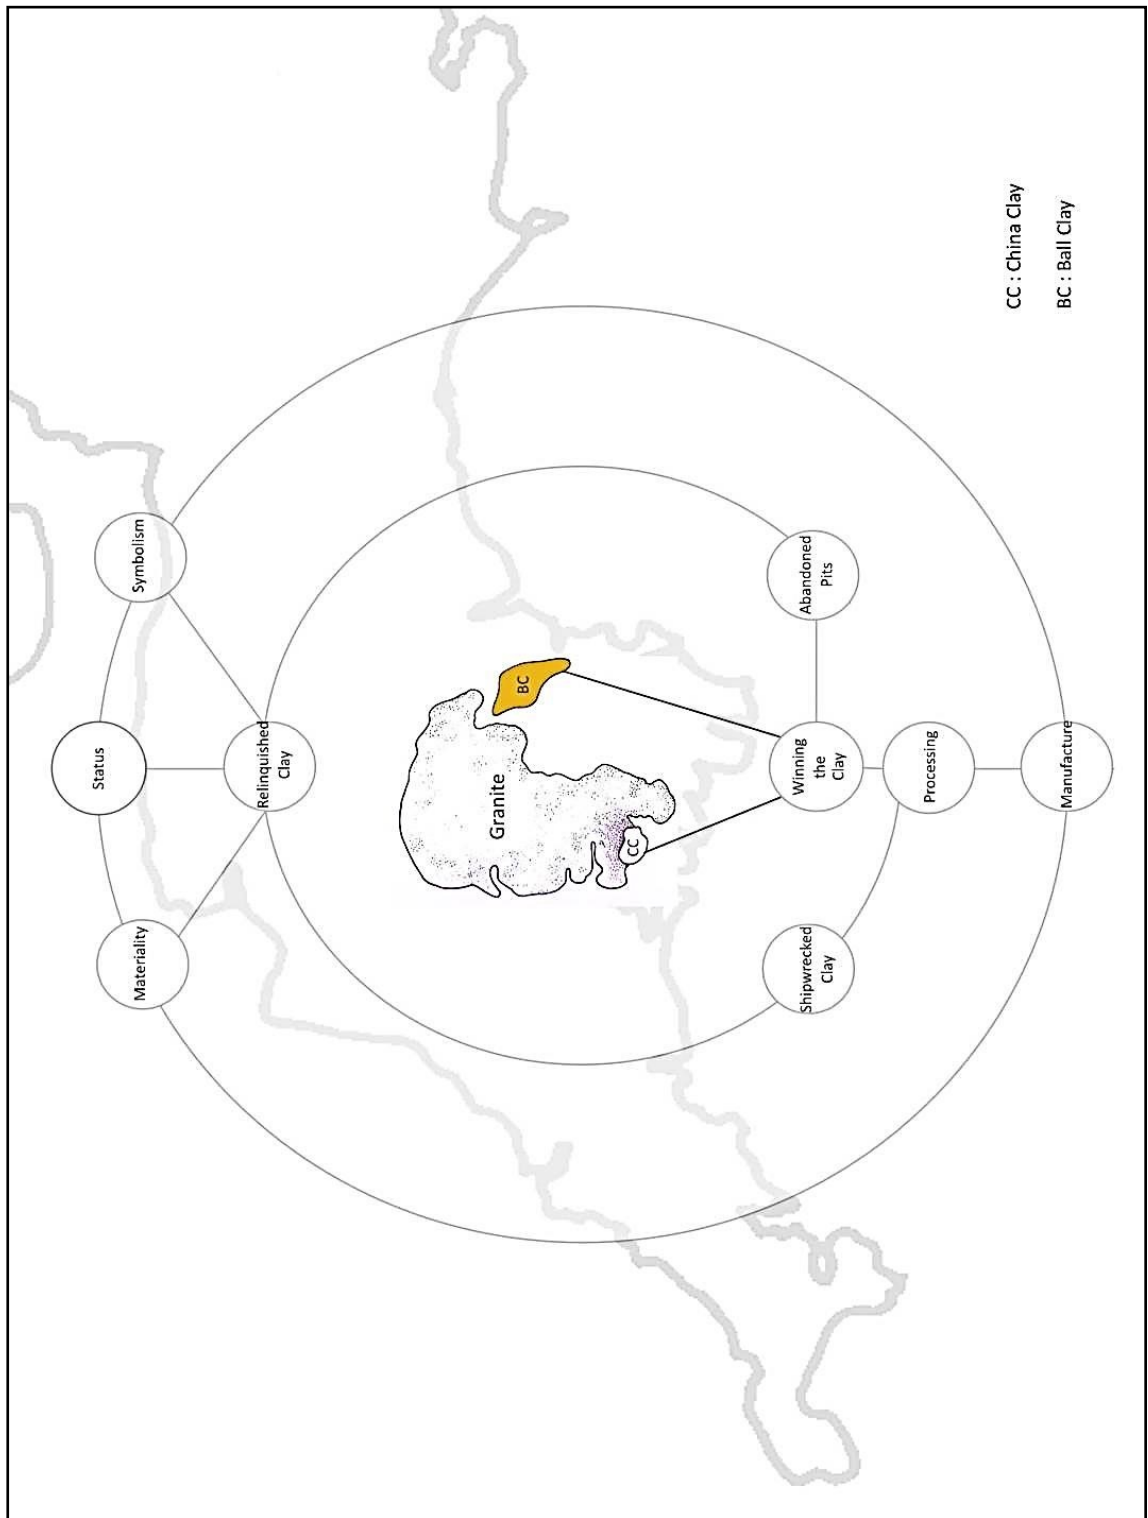 Materiality
Status
Symbolism
Relinquished
Clay
Granite
BC
CC
Shipwrecked
Clay
Winning
the
Clay
Abandoned
Pits
Processing
Manufacture
CC : China Clay
BC : Ball Clay